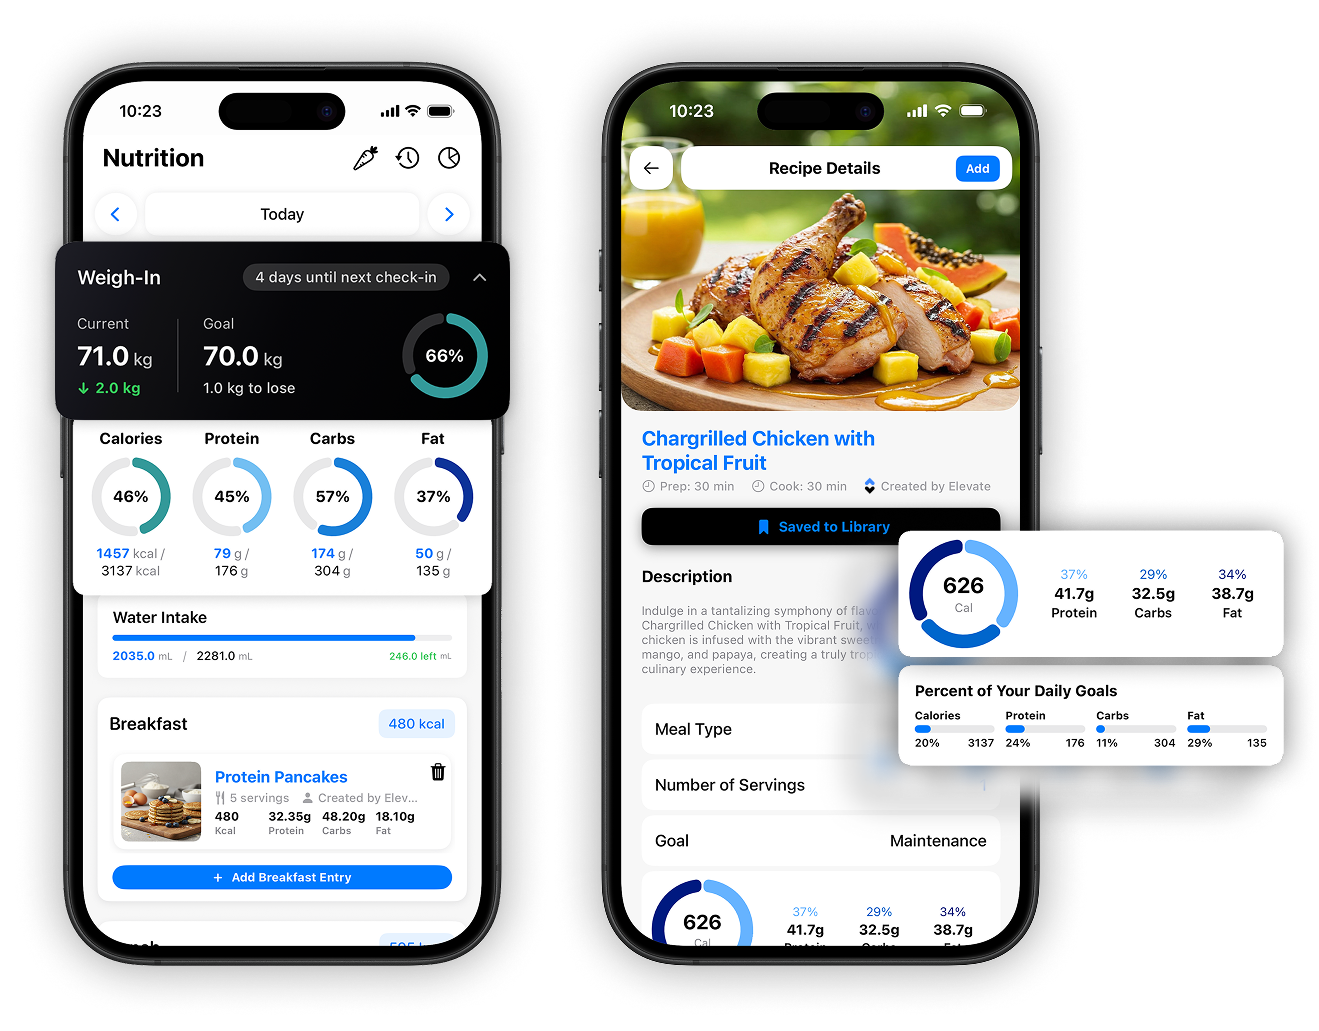 10:23
Nutrition
Today
Weigh-In
4 days until next check-in
Current
Goal
71.0 kg
70.0 kg
66%
2.0 kg
1.0 kg to lose
Calories
Protein
Carbs
Fat
46%
45%
57%
37%
1457 kcal /
3137 kcal
79 g /
176 g
174 g /
304 g
50 g /
135 g
Water Intake
2035.0 mL / 2281.0 mL
246.0 left mL
Breakfast
480 kcal
Protein Pancakes
5 servings
Created by Elev...
480
32.35g
48.20g
18.10g
Kcal
Protein
Carbs
Fat
+ Add Breakfast Entry
10:23
Recipe Details
Add
Chargrilled Chicken with
Tropical Fruit
Prep: 30 min
Cook: 30 min
Created by Elevate
Saved to Library
Description
Indulge in a tantalizing symphony of
Chargrilled Chicken with Tropical Fruit,
chicken is infused with the vibrant
mango, and papaya, creating a truly
culinary experience.
Meal Type
Number of Servings
Goal
Maintenance
626
Cal
37%
29%
34%
41.7g
32.5g
38.7g
Protein
Carbs
Fat
626
Cal
37%
29%
34%
41.7g
32.5g
38.7g
Protein
Carbs
Fat
Percent of Your Daily Goals
Calories
Protein
Carbs
Fat
20%
3137
24%
176
11%
304
29%
135